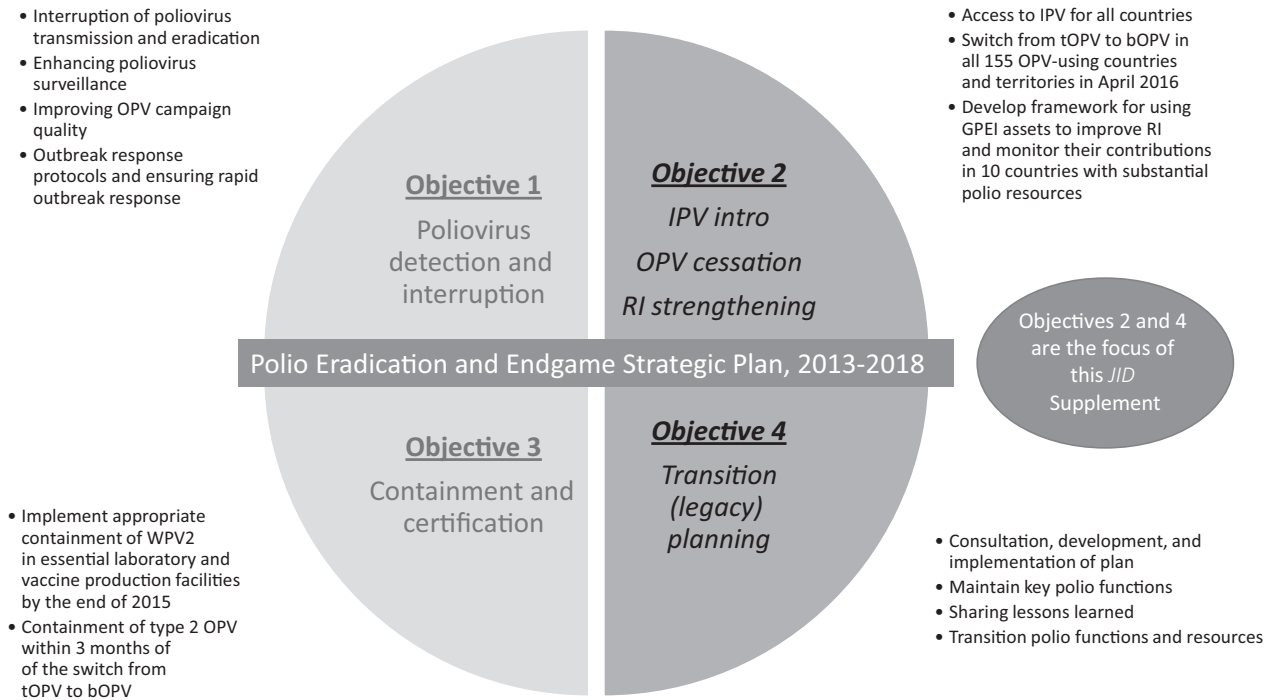 • Interruption of poliovirus
transmission and eradication
• Enhancing poliovirus
surveillance
• Improving OPV campaign
quality
• Outbreak response
protocols and ensuring rapid
outbreak response
Objective 1
Poliovirus
detection and
interruption
Objective 2
IPV intro
OPV cessation
RI strengthening
• Access to IPV for all countries
• Switch from tOPV to bOPV in
all 155 OPV-using countries
and territories in April 2016
• Develop framework for using
GPEI assets to improve RI
and monitor their contributions
in 10 countries with substantial
polio resources
Polio Eradication and Endgame Strategic Plan, 2013-2018
Objectives 2 and 4
are the focus of
this JID
Supplement
Objective 3
Containment and
certification
Objective 4
Transition
(legacy)
planning
• Implement appropriate
containment of WPV2
in essential laboratory and
vaccine production facilities
by the end of 2015
• Containment of type 2 OPV
within 3 months of
of the switch from
tOPV to bOPV
• Consultation, development, and
implementation of plan
• Maintain key polio functions
• Sharing lessons learned
• Transition polio functions and resources